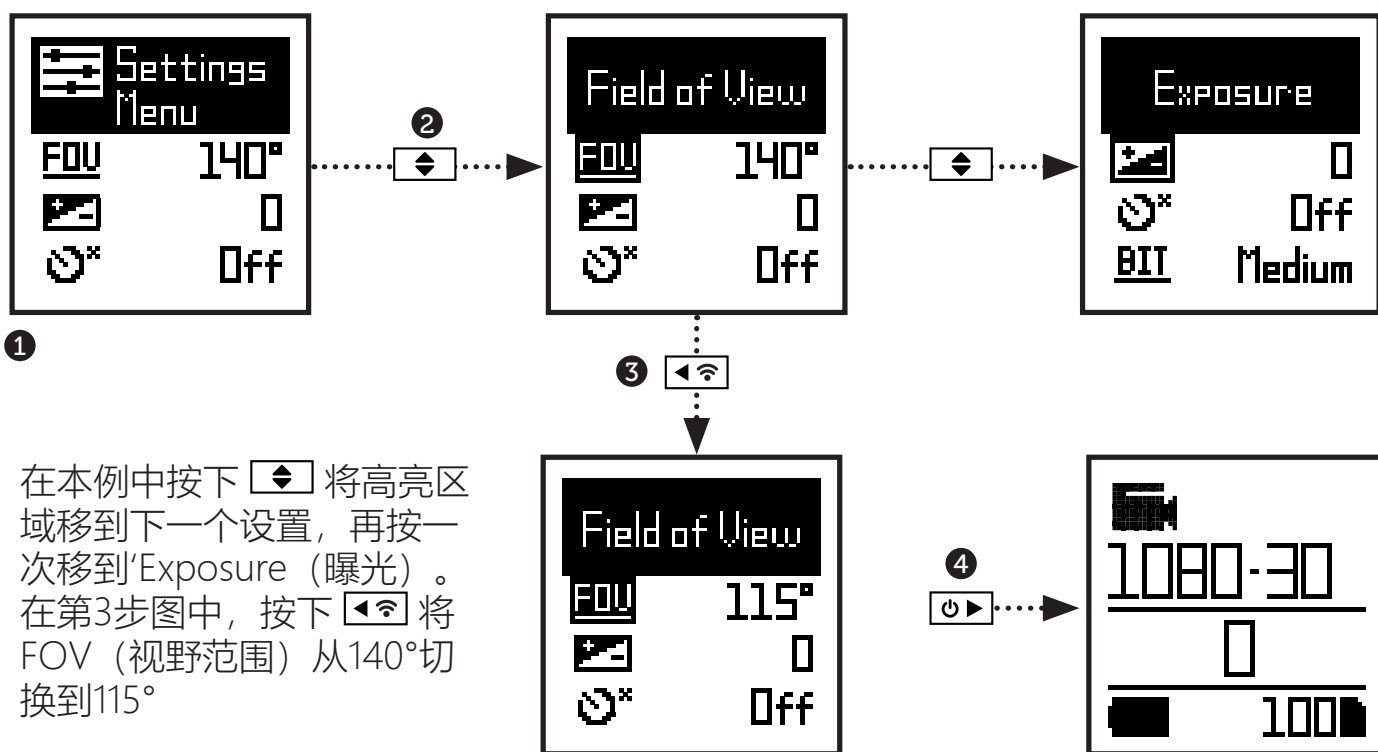 Settings
Menu
FOV 140°
0
Off
2
Field of View
FOV 140°
0
Off
Exposure
0
Off
BIT Medium
1
3
在本例中按下 将高亮区
域移到下一个设置，再按一
次移到‘Exposure（曝光）。
在第3步图中，按下 将
FOV（视野范围）从140°切
换到115°
Field of View
FOV 115°
0
Off
4
1080-30
0
100